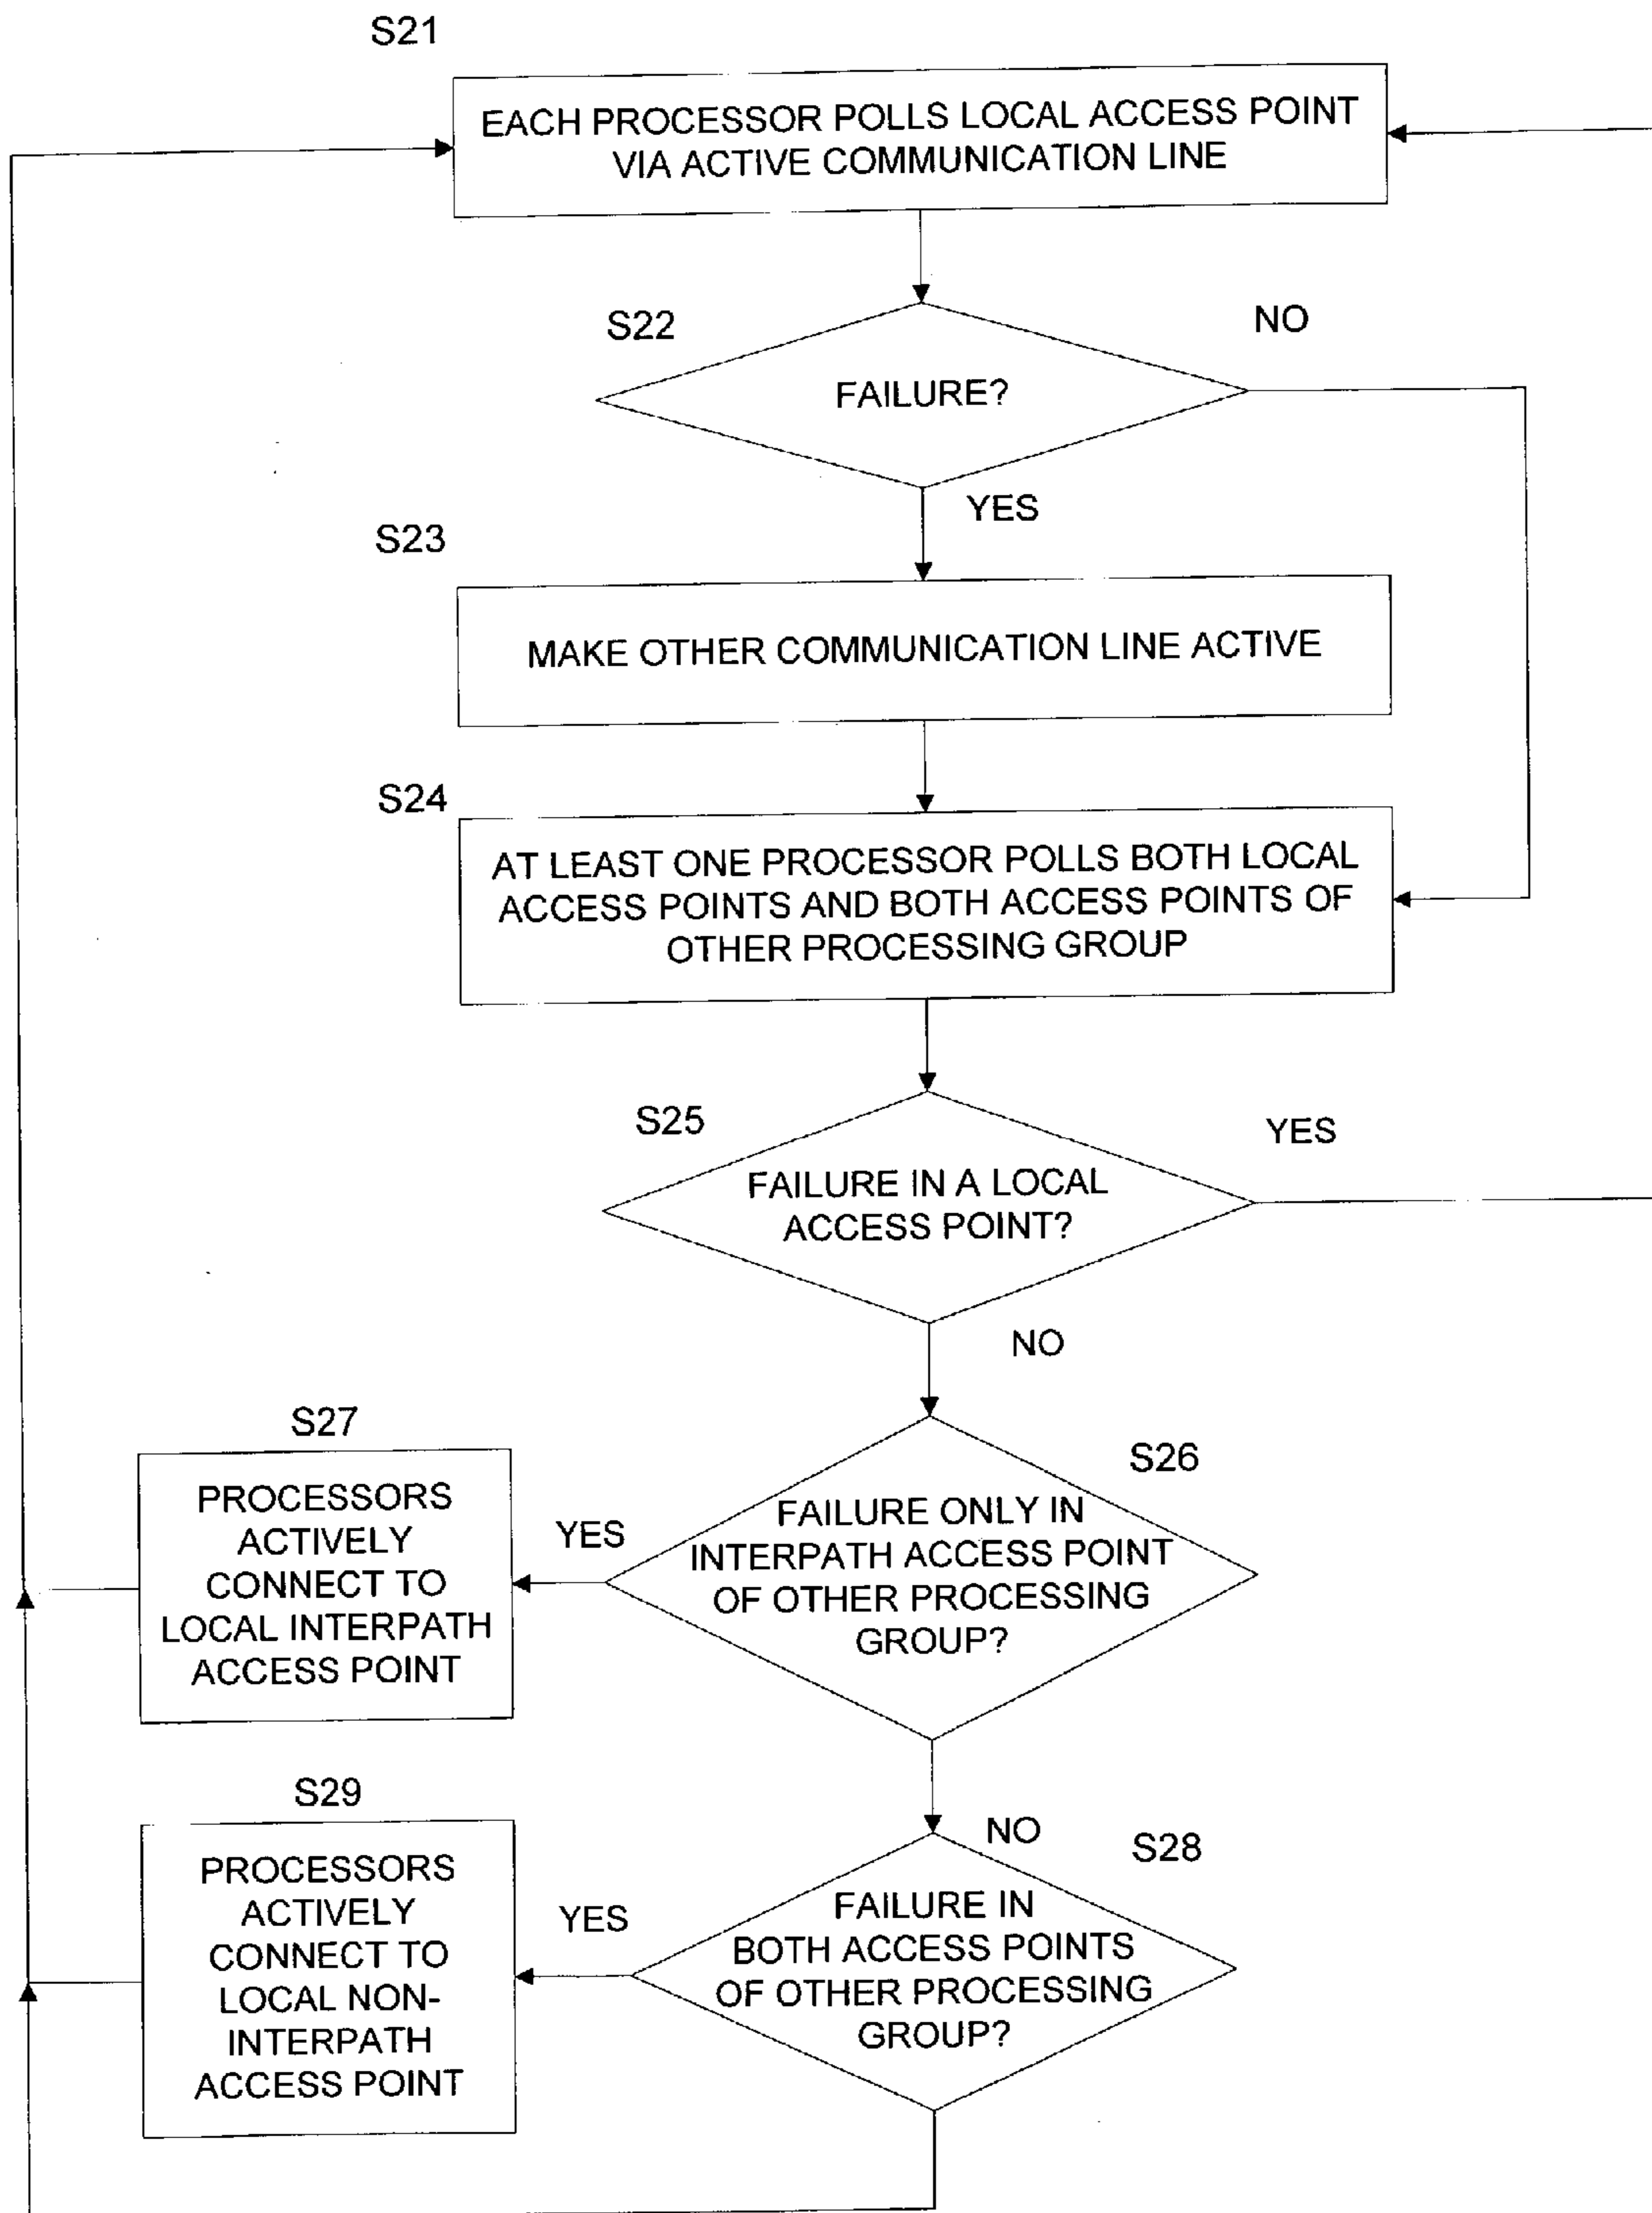 S21
EACH PROCESSOR POLLS LOCAL ACCESS POINT
VIA ACTIVE COMMUNICATION LINE
S22
NO
FAILURE?
YES
S23
MAKE OTHER COMMUNICATION LINE ACTIVE
S24
AT LEAST ONE PROCESSOR POLLS BOTH LOCAL
ACCESS POINTS AND BOTH ACCESS POINTS OF
OTHER PROCESSING GROUP
S25
YES
FAILURE IN A LOCAL
ACCESS POINT?
NO
S27
PROCESSORS
ACTIVELY
CONNECT TO
LOCAL INTERPATH
ACCESS POINT
YES
S26
FAILURE ONLY IN
INTERPATH ACCESS POINT
OF OTHER PROCESSING
GROUP?
NO
S29
PROCESSORS
ACTIVELY
CONNECT TO
LOCAL NON-
INTERPATH
ACCESS POINT
YES
S28
FAILURE IN
BOTH ACCESS POINTS
OF OTHER PROCESSING
GROUP?